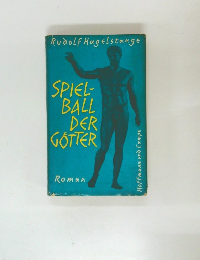 Rudolf Hagelstange
SPIEL-
BALL
DER
GÖTTER
Roman
Hoffmann und Campe